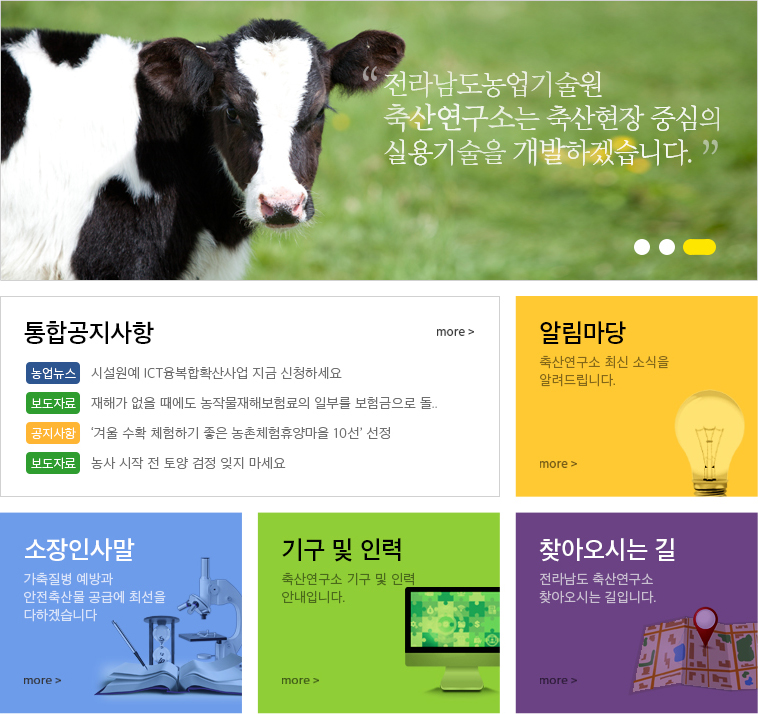 “ 전라남도농업기술원
축산연구소는 축산현장 중심의
실용기술을 개발하겠습니다. ”
통합공지사항
more >
농업뉴스 시설원예 ICT융복합확산사업 지금 신청하세요
보도자료 재해가 없을 때에도 농작물재해보험료의 일부를 보험금으로 돌..
공지사항 ‘겨울 수확 체험하기 좋은 농촌체험휴양마을 10선’ 선정
보도자료 농사 시작 전 토양 검정 잊지 마세요
알림마당
축산연구소 최신 소식을
알려드립니다.
more >
소장인사말
가축질병 예방과
안전축산물 공급에 최선을
다하겠습니다
more >
기구 및 인력
축산연구소 기구 및 인력
안내입니다.
more >
찾아오시는 길
전라남도 축산연구소
찾아오시는 길입니다.
more >